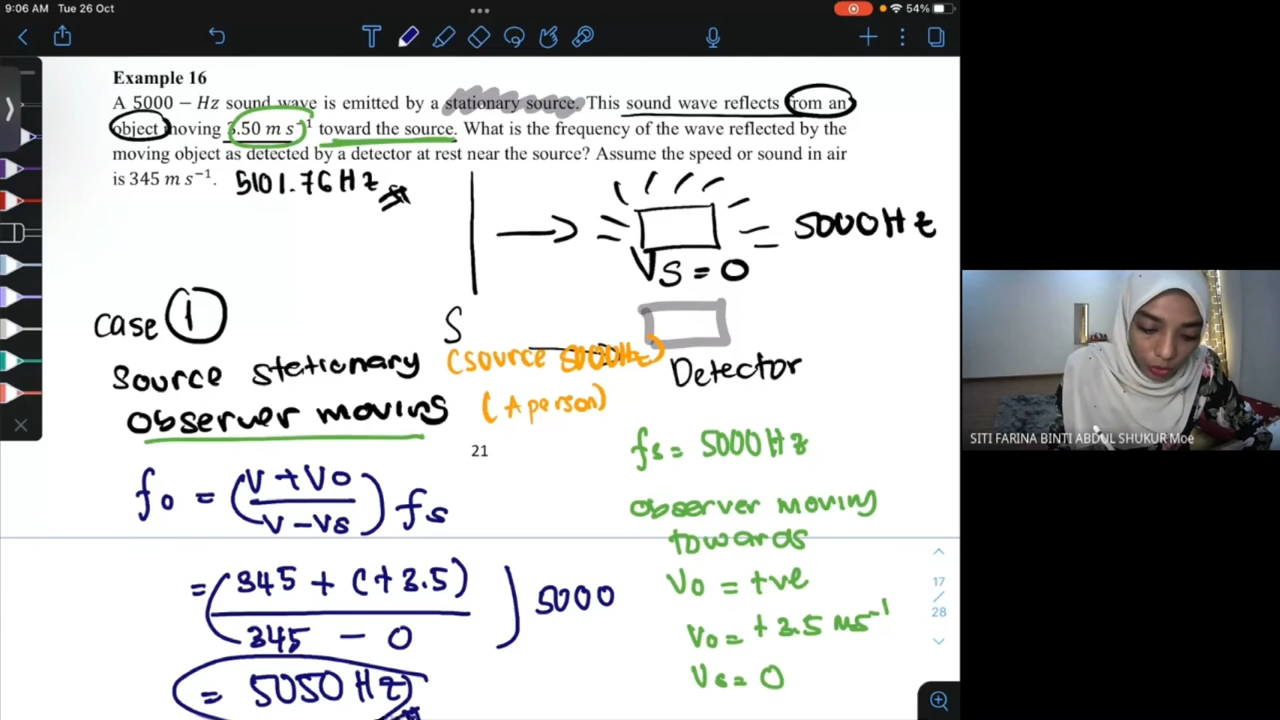 9:06 AM Tue 26 Oct
54%
Example 16
A 5000 – Hz sound wave is emitted by a stationary source. This sound wave reflects from an
object moving 3.50 m s⁻¹ toward the source. What is the frequency of the wave reflected by the
moving object as detected by a detector at rest near the source? Assume the speed or sound in air
is 345 m s⁻¹. 5101.76 Hz
5000Hz
Vs = 0
case 1
S
Source stationary (source 5000Hz)
Detector
observer moving (A person)
21
fs = 5000 Hz
fo = (V + Vo / V - Vs) fs
observer moving
towards
= (345 + (+3.5) / 345 - 0) 5000
Vo = +ve
Vo = +3.5 ms⁻¹
Vs = 0
= 5050 Hz
17
/
28
SITI FARINA BINTI ABDUL SHUKUR Moe